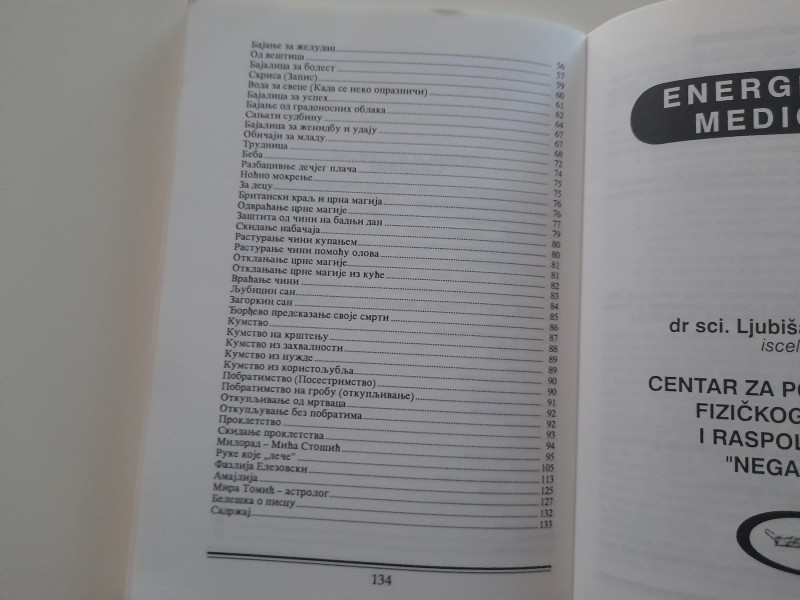 Бајање за желудац 56
Од вештица 57
Бајалица за болест 59
Скриса (Запис) 60
Вода за свеце (Када се неко опразничи) 61
Бајалица за успех 62
Бајање од градоносних облака 64
Сањати судбину 67
Бајалица за женидбу и удају 67
Обичаји за младу 68
Трудница 72
Беба 74
Разбацивње дечјег плача 75
Ноћно мокрење 75
За децу 76
Британски краљ и црна магија 76
Одвраћање црне магије 77
Заштита од чини на бадњи дан 79
Скидање набачаја 80
Растурање чини купањем 80
Растурање чини помоћу олова 81
Отклањање црне магије 81
Отклањање црне магије из куће 82
Враћање чини 83
Љубицин сан 84
Загоркин сан 85
Ђорђево предсказање своје смрти 86
Кумство 87
Кумство на крштењу 88
Кумство из захвалности 89
Кумство из нужде 89
Кумство из користољубља 90
Побратимство (Посестримство) 90
Побратимство на гробу (откупљивање) 91
Откупљивање од мртваца 92
Откупљување без побратима 92
Проклетство 93
Скидање проклетства 94
Милорад – Мића Стошић 95
Руке које „лече” 105
Фазлија Елезовски 113
Амајлија 125
Мира Томић – астролог 127
Белешка о писцу 132
Садржај 133
134
ENERG
MEDIC
dr sci. Ljubiša
iscel
CENTAR ZA PO
FIZIČKOG
I RASPOL
"NEGA